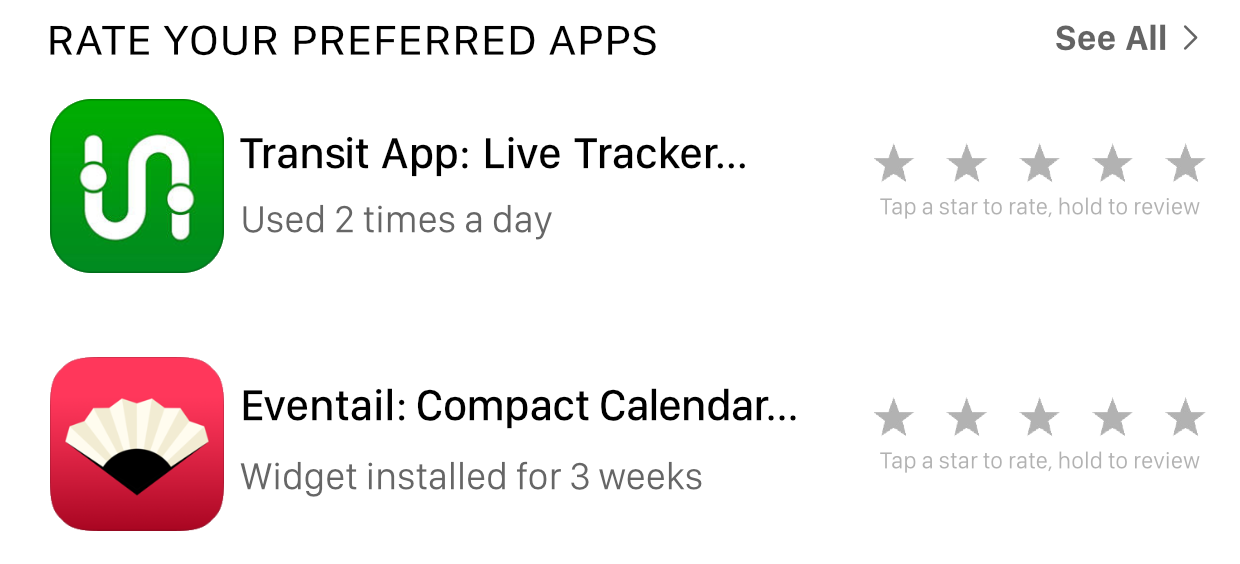 RATE YOUR PREFERRED APPS
See All
Transit App: Live Tracker...
Used 2 times a day
Tap a star to rate, hold to review
Eventail: Compact Calendar...
Widget installed for 3 weeks
Tap a star to rate, hold to review